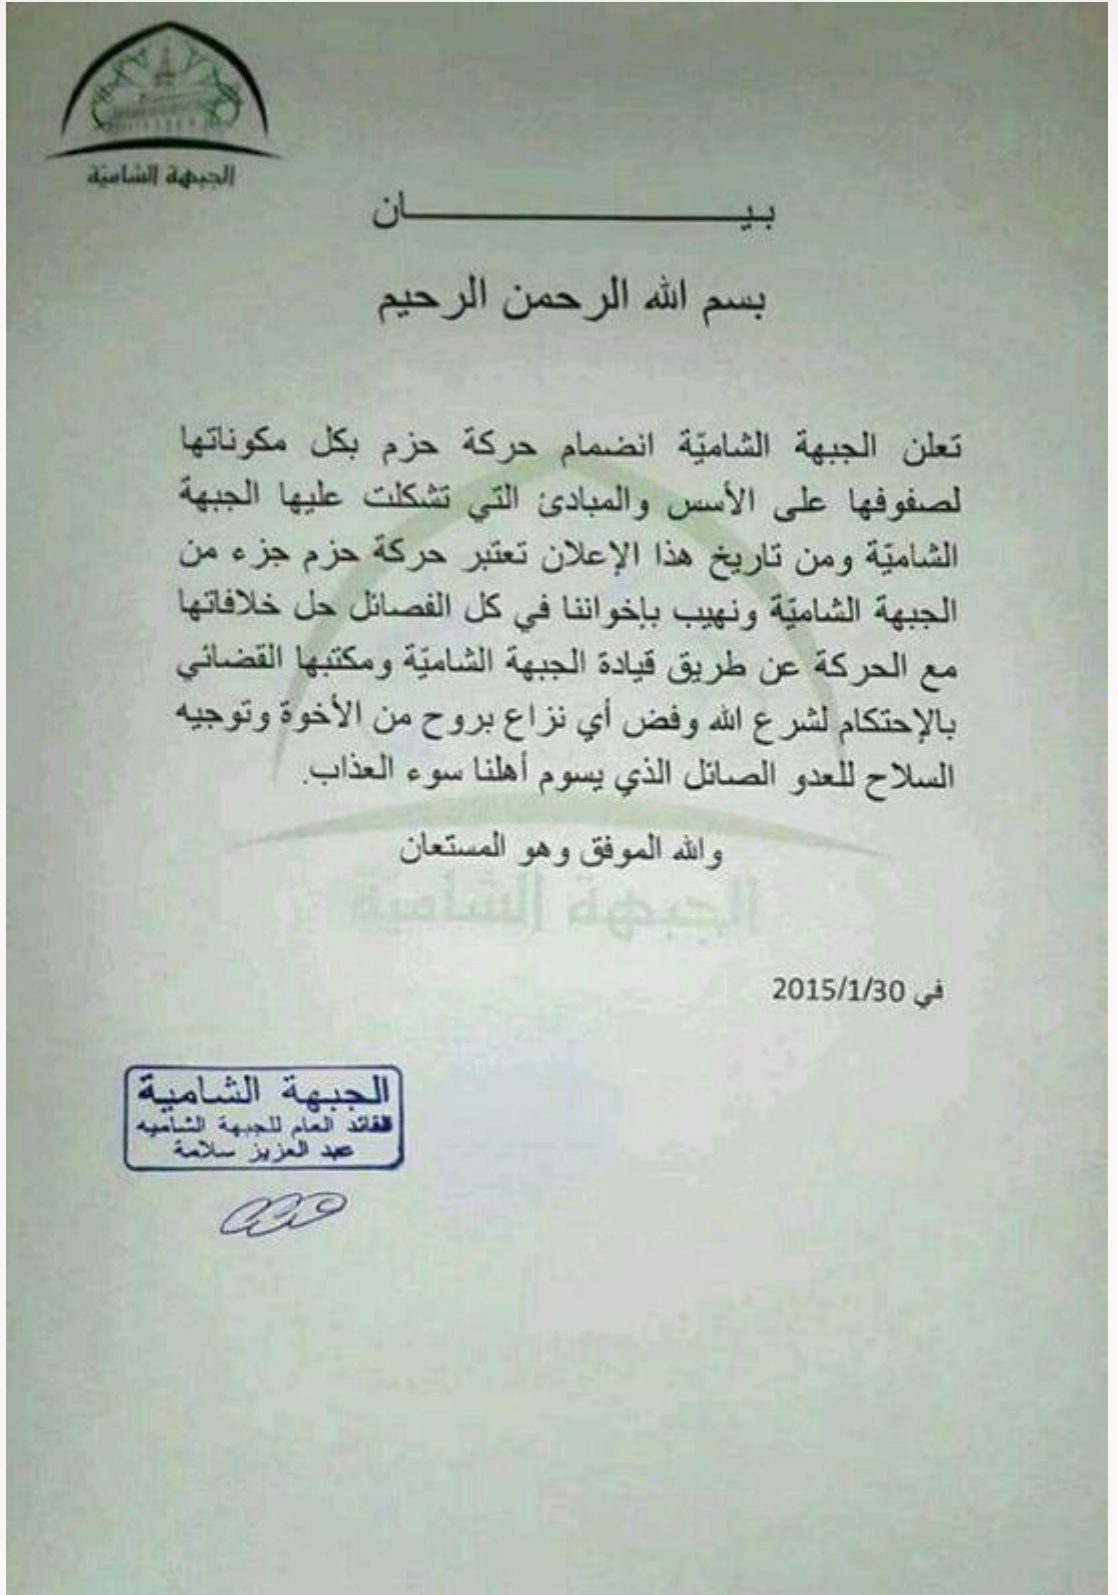 الجبهة الشاميّة
بيـــــــــــــــــــــــان
بسم الله الرحمن الرحيم
تعلن الجبهة الشاميّة انضمام حركة حزم بكل مكوناتها
لصفوفها على الأسس والمبادئ التي تشكلت عليها الجبهة
الشاميّة ومن تاريخ هذا الإعلان تعتبر حركة حزم جزء من
الجبهة الشاميّة ونهيب بإخواننا في كل الفصائل حل خلافاتها
مع الحركة عن طريق قيادة الجبهة الشاميّة ومكتبها القضائي
بالإحتكام لشرع الله وفض أي نزاع بروح من الأخوة وتوجيه
السلاح للعدو الصائل الذي يسوم أهلنا سوء العذاب.
والله الموفق وهو المستعان
الجبهة الشاميّة
في 2015/1/30
الجبهة الشامية
القائد العام للجبهة الشاميه
عبد العزيز سلامة